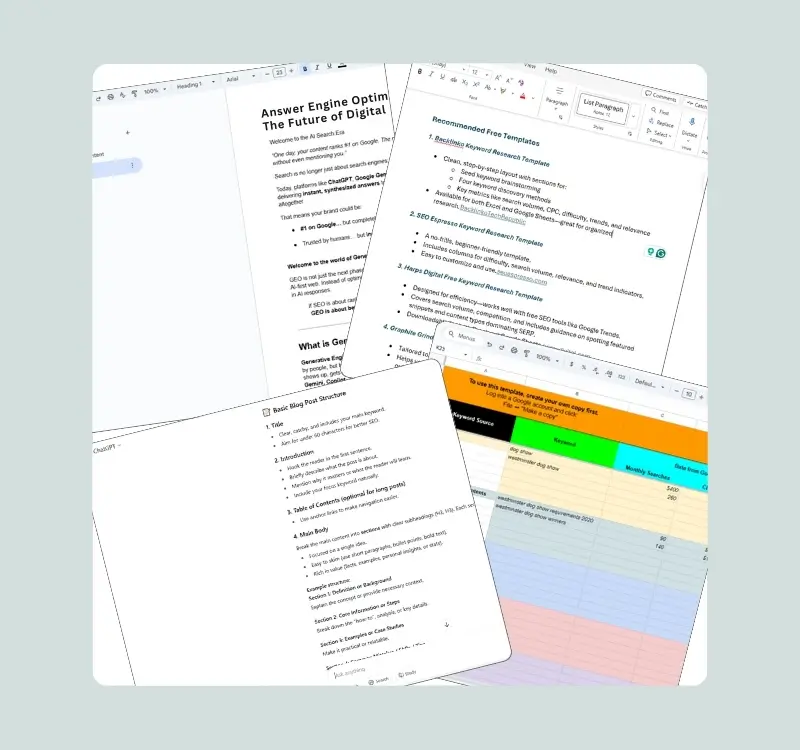 100%
Heading 1
Arial
23
Answer Engine Optim
The Future of Digital
Welcome to the AI Search Era
"One day, your content ranks #1 on Google. The
without even mentioning you."
Search is no longer just about search engines,
Today, platforms like ChatGPT, Google Gem
delivering instant, synthesized answers
altogether
That means your brand could be:
#1 on Google... but complete
Trusted by humans... but in
Welcome to the world of Gene
GEO is not just the next phase
AI-first web. Instead of optim
in AI responses.
If SEO is about ran
GEO is about be
What is Gen
Generative Eng
by people, but
shows up, gets
Gemini, Copilot
View
Help
Comments
Catch
12
Font
Paragraph
List Paragraph
Styles
Find
Replace
Select
Editing
Dictate
Recommended Free Templates
1. Backlinko Keyword Research Template
Clean, step-by-step layout with sections for:
Seed keyword brainstorming
Four keyword discovery methods
Key metrics like search volume, CPC, difficulty, trends, and relevance
Available for both Excel and Google Sheets—great for organized
research.BacklinkoTechRepublic
2. SEO Espresso Keyword Research Template
A no-frills, beginner-friendly template.
Includes columns for difficulty, search volume, relevance, and trend indicators.
Easy to customize and use.seoespresso.com
3. Harps Digital Free Keyword Research Template
Designed for efficiency—works well with free SEO tools like Google Trends.
Covers search volume, competition, and includes guidance on spotting featured
snippets and content types dominating SERP.
Downloada
4. Graphite Grind
Tailored to
Helps
ChatGPT
Basic Blog Post Structure
1. Title
Clear, catchy, and includes your main keyword.
Aim for under 60 characters for better SEO.
2. Introduction
Hook the reader in the first sentence.
Briefly describe what the post is about.
Mention why it matters or what the reader will learn.
Include your focus keyword naturally.
3. Table of Contents (optional for long posts)
Use anchor links to make navigation easier.
4. Main Body
Break the main content into sections with clear subheadings (H2, H3). Each sec
Focused on a single idea.
Easy to skim (use short paragraphs, bullet points, bold text).
Rich in value (facts, examples, personal insights, or stats).
Example structure:
Section 1: Definition or Background
Explain the concept or provide necessary context.
Section 2: Core Information or Steps
Break down the "how-to", analysis, or key details.
Section 3: Examples or Case Studies
Make it practical or relatable.
Ask anything
Search
Study
Menus
100%
Defaul...
10
K23
A
B
C
To use this template, create your own copy first.
Log into a Google account and click
File → "Make a copy"
Keyword Source
Keyword
Data from Go
Monthly Searches
dog show
westminster dog show
5400
260
westminster dog show requirements 2020
westminster dog show winners
90
140